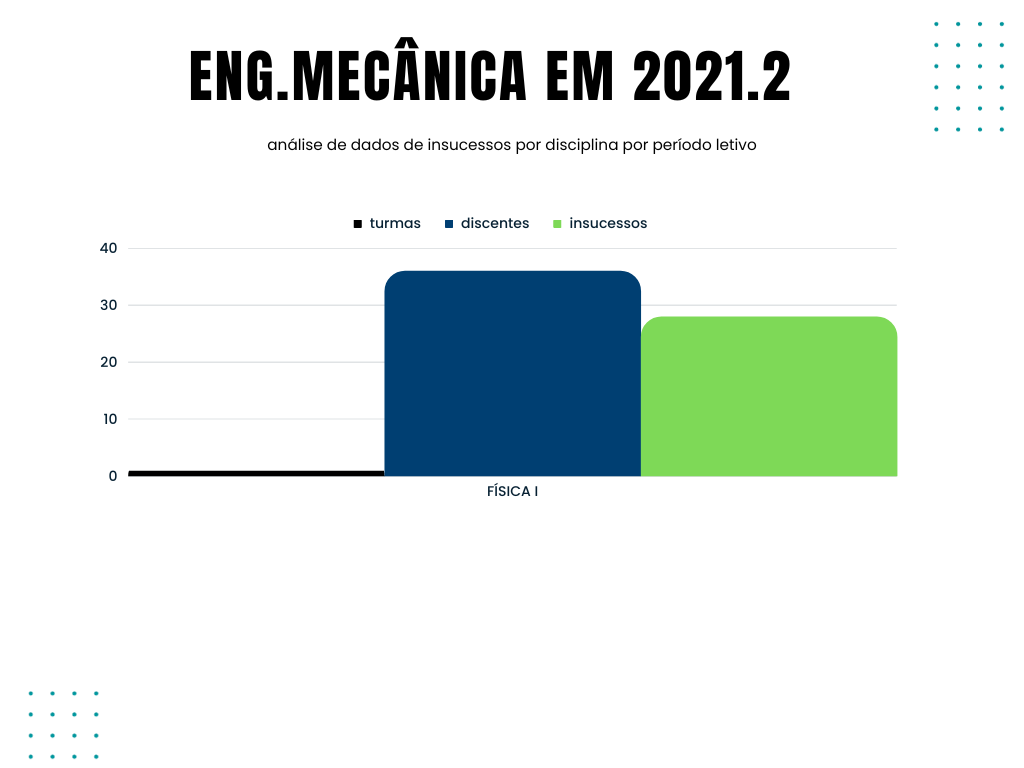 ENG.MECÂNICA EM 2021.2
análise de dados de insucessos por disciplina por período letivo
turmas discentes insucessos
40
30
20
10
0
FÍSICA I